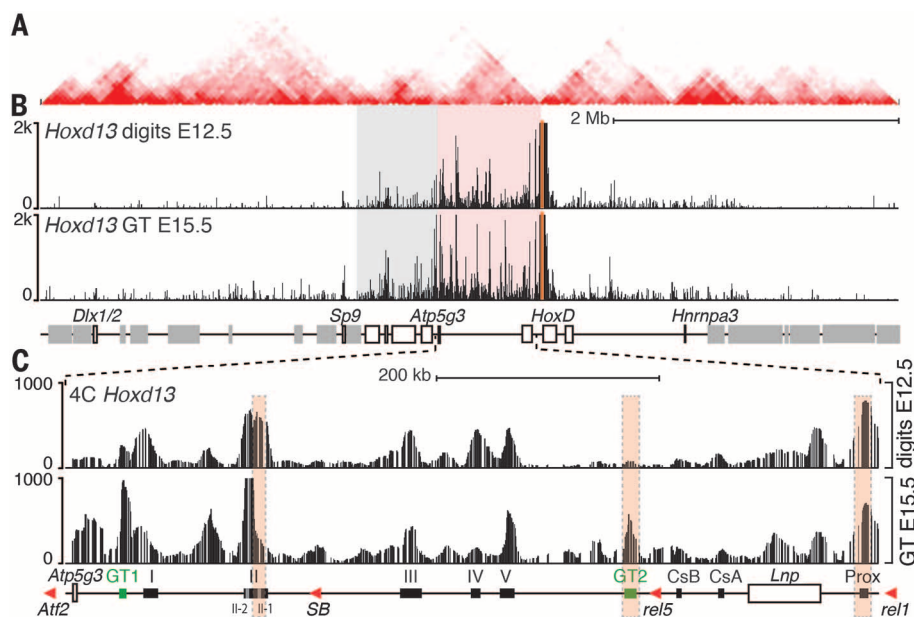 A
B
2 Mb
2k
Hoxd13 digits E12.5
0
2k
Hoxd13 GT E15.5
0
Dlx1/2 Sp9 Atp5g3 HoxD Hnrnpa3
C
200 kb
1000
4C Hoxd13
digits E12.5
0
1000
GT E15.5
0
Atp5g3 GT1 I II III IV V GT2 CsB CsA Lnp Prox
Atf2 II-2 II-1 SB rel5 rel1